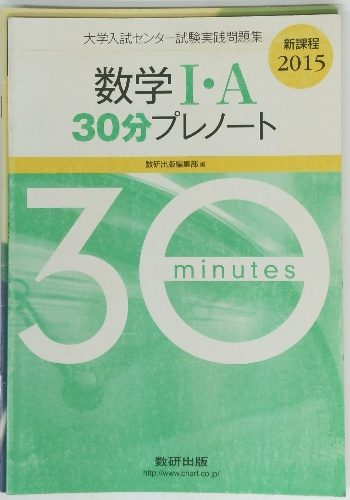 大学入試センター試験実践問題集
新課程
2015
数学Ⅰ・A
30分プレノート
数研出版編集部 編
30
minutes
数研出版
http://www.chart.co.jp/